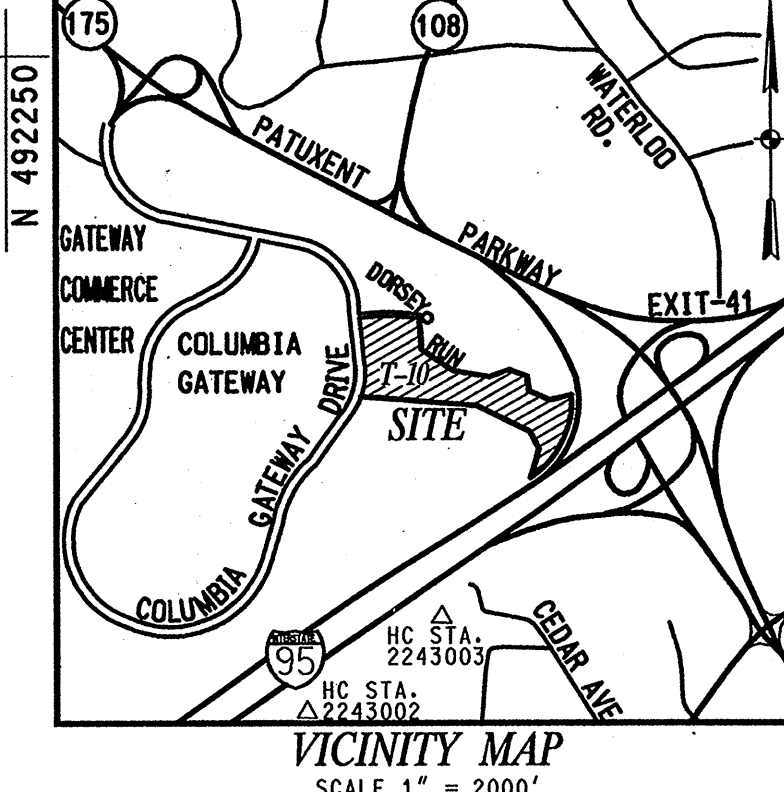 175
108
N 492250
WATERLOO
RD.
PATUXENT
PARKWAY
GATEWAY
COMMERCE
CENTER
DORSEY
RUN
EXIT-41
COLUMBIA
GATEWAY
T-10
SITE
COLUMBIA GATEWAY DRIVE
INTERSTATE
95
HC STA.
2243003
CEDAR AVE
HC STA.
2243002
VICINITY MAP
SCALE 1" = 2000'